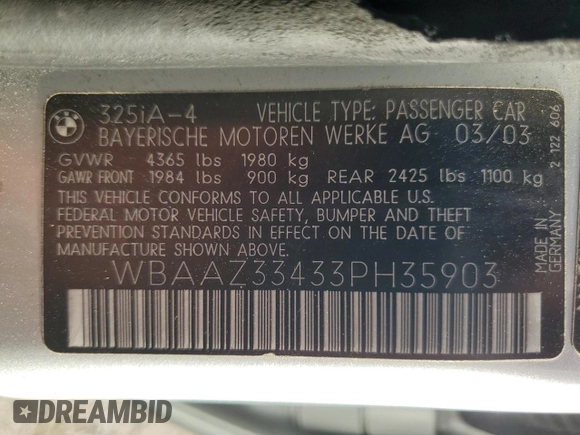 325iA-4 VEHICLE TYPE: PASSENGER CAR
BAYERISCHE MOTOREN WERKE AG 03/03
GVWR 4365 lbs 1980 kg
GAWR FRONT 1984 lbs 900 kg REAR 2425 lbs 1100 kg
THIS VEHICLE CONFORMS TO ALL APPLICABLE U.S.
FEDERAL MOTOR VEHICLE SAFETY, BUMPER AND THEFT
PREVENTION STANDARDS IN EFFECT ON THE DATE OF
MANUFACTURE SHOWN ABOVE.
WBAAZ33433PH35903
2 122 606
GERMANY
DREAMBID